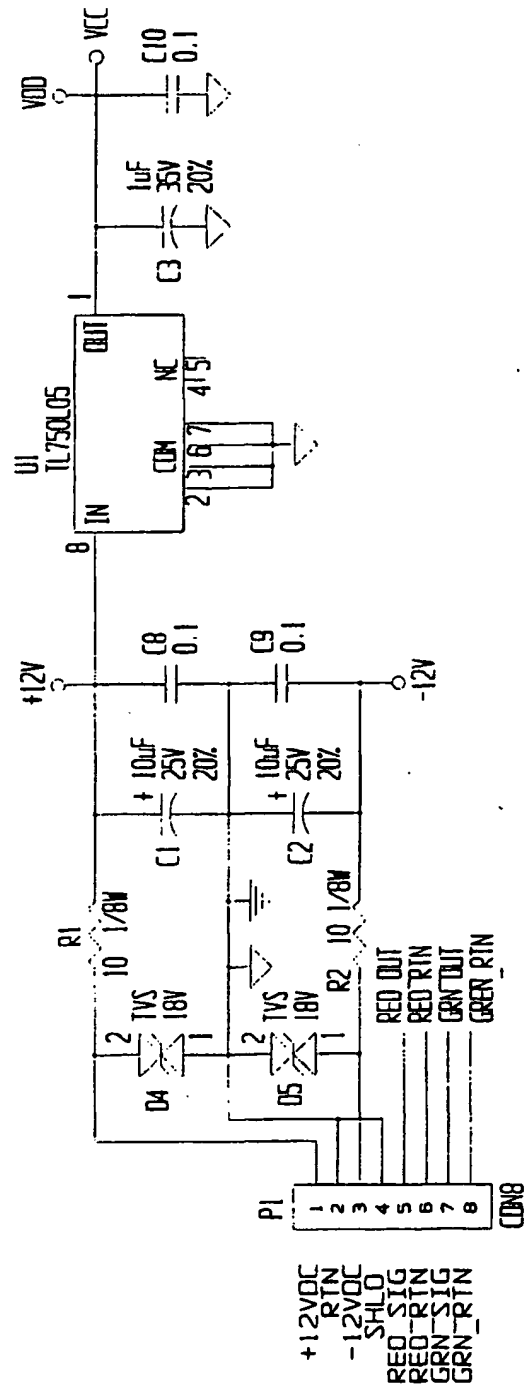 VDD
VCC
C10
0.1
1uF
35V
20%
C3
1
OUT
U1
TL750L05
NC
4 5
COM
2 3 6 7
IN
8
+12V
C8
0.1
C9
0.1
-12V
+ 10uF
25V
20%
C1
+ 10uF
25V
20%
C2
R1
10 1/8W
10 1/8W
R2
2
TVS
18V
1
D4
2
TVS
18V
1
D5
P1
1
2
3
4
5
6
7
8
CON8
RED OUT
RED RTN
GRN OUT
GREN_RTN
+12VDC
RTN
-12VDC
SHLD
RED_SIG
RED_RTN
GRN_SIG
GRN_RTN